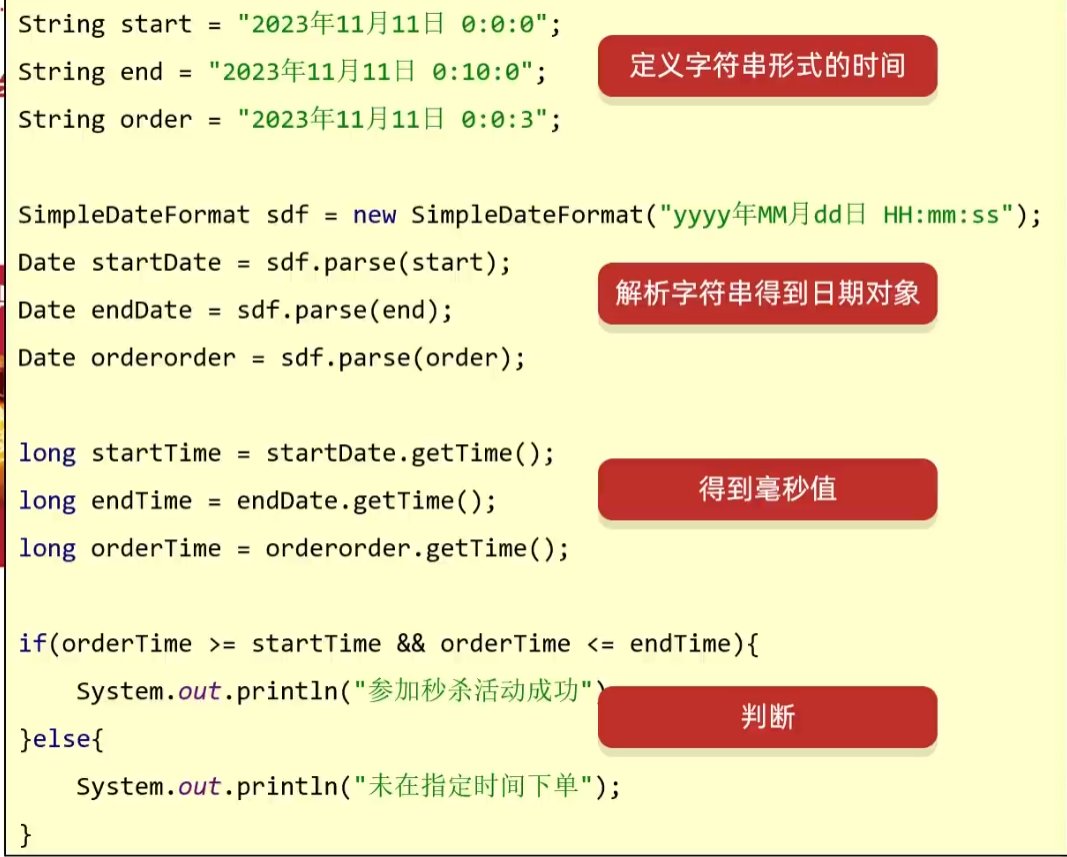 String start = "2023年11月11日 0:0:0";
定义字符串形式的时间
String end = "2023年11月11日 0:10:0";
String order = "2023年11月11日 0:0:3";
SimpleDateFormat sdf = new SimpleDateFormat("yyyy年MM月dd日 HH:mm:ss");
Date startDate = sdf.parse(start);
解析字符串得到日期对象
Date endDate = sdf.parse(end);
Date orderorder = sdf.parse(order);
long startTime = startDate.getTime();
得到毫秒值
long endTime = endDate.getTime();
long orderTime = orderorder.getTime();
if(orderTime >= startTime && orderTime <= endTime){
System.out.println("参加秒杀活动成功")
判断
}else{
System.out.println("未在指定时间下单");
}